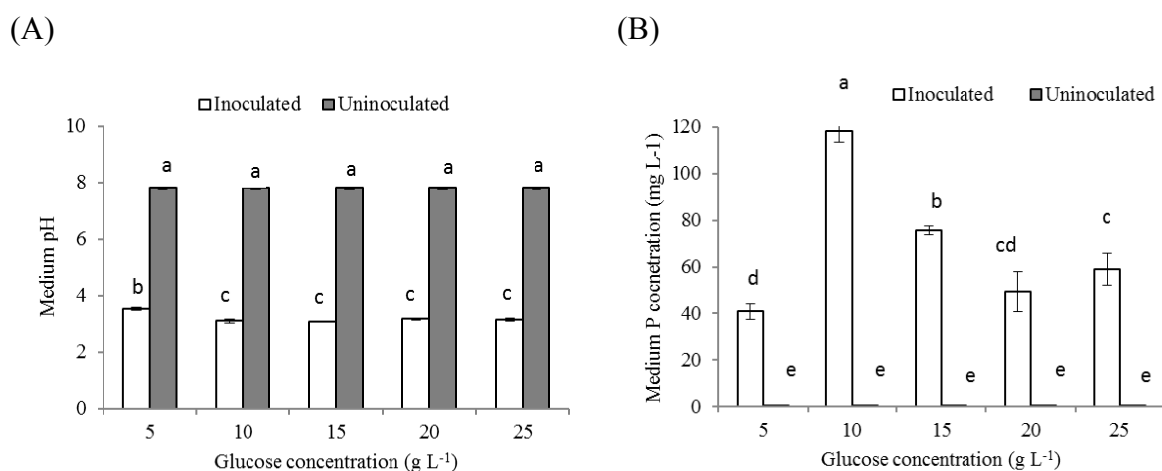 (A)
Inoculated Uninoculated
10
8
6
4
2
0
Medium pH
a a a a a
b c c c c
5 10 15 20 25
Glucose concentration (g L-1)
(B)
Inoculated Uninoculated
120
100
80
60
40
20
0
Medium P cocnetration (mg L-1)
a
b
c
cd
d
e e e e e
5 10 15 20 25
Glucose concentration (g L-1)